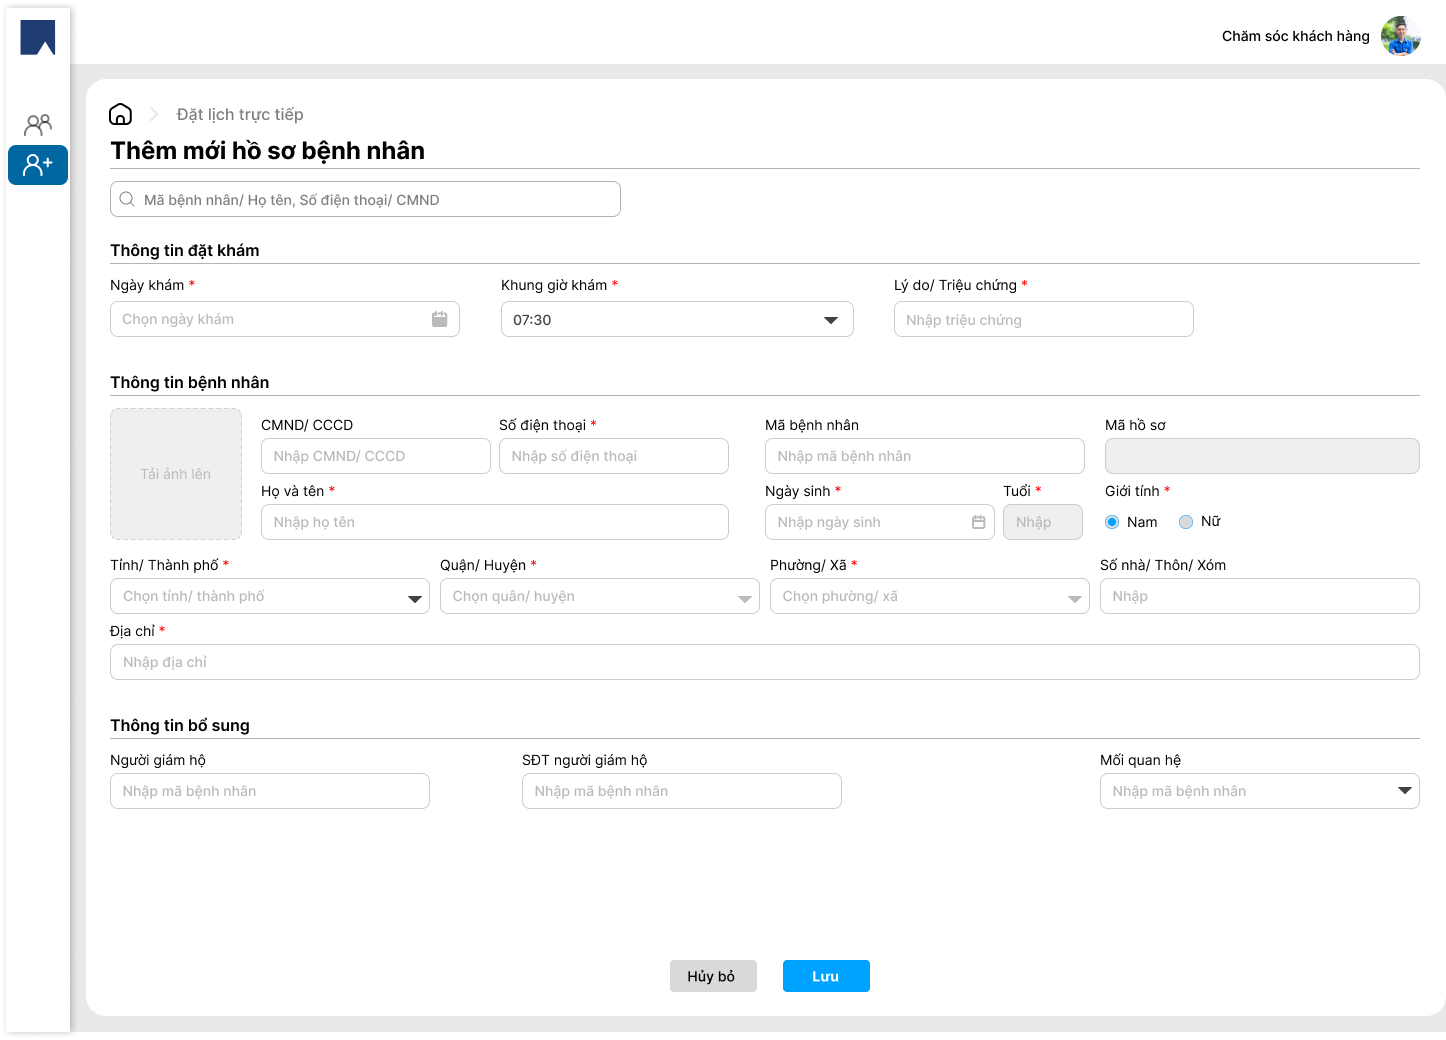 Chăm sóc khách hàng
Đặt lịch trực tiếp
Thêm mới hồ sơ bệnh nhân
Mã bệnh nhân/ Họ tên, Số điện thoại/ CMND
Thông tin đặt khám
Ngày khám * Khung giờ khám * Lý do/ Triệu chứng *
Chọn ngày khám 07:30 Nhập triệu chứng
Thông tin bệnh nhân
Tải ảnh lên
CMND/ CCCD Số điện thoại * Mã bệnh nhân Mã hồ sơ
Nhập CMND/ CCCD Nhập số điện thoại Nhập mã bệnh nhân
Họ và tên * Ngày sinh * Tuổi * Giới tính *
Nhập họ tên Nhập ngày sinh Nhập Nam Nữ
Tỉnh/ Thành phố * Quận/ Huyện * Phường/ Xã * Số nhà/ Thôn/ Xóm
Chọn tỉnh/ thành phố Chọn quân/ huyện Chọn phường/ xã Nhập
Địa chỉ *
Nhập địa chỉ
Thông tin bổ sung
Người giám hộ SĐT người giám hộ Mối quan hệ
Nhập mã bệnh nhân Nhập mã bệnh nhân Nhập mã bệnh nhân
Hủy bỏ Lưu